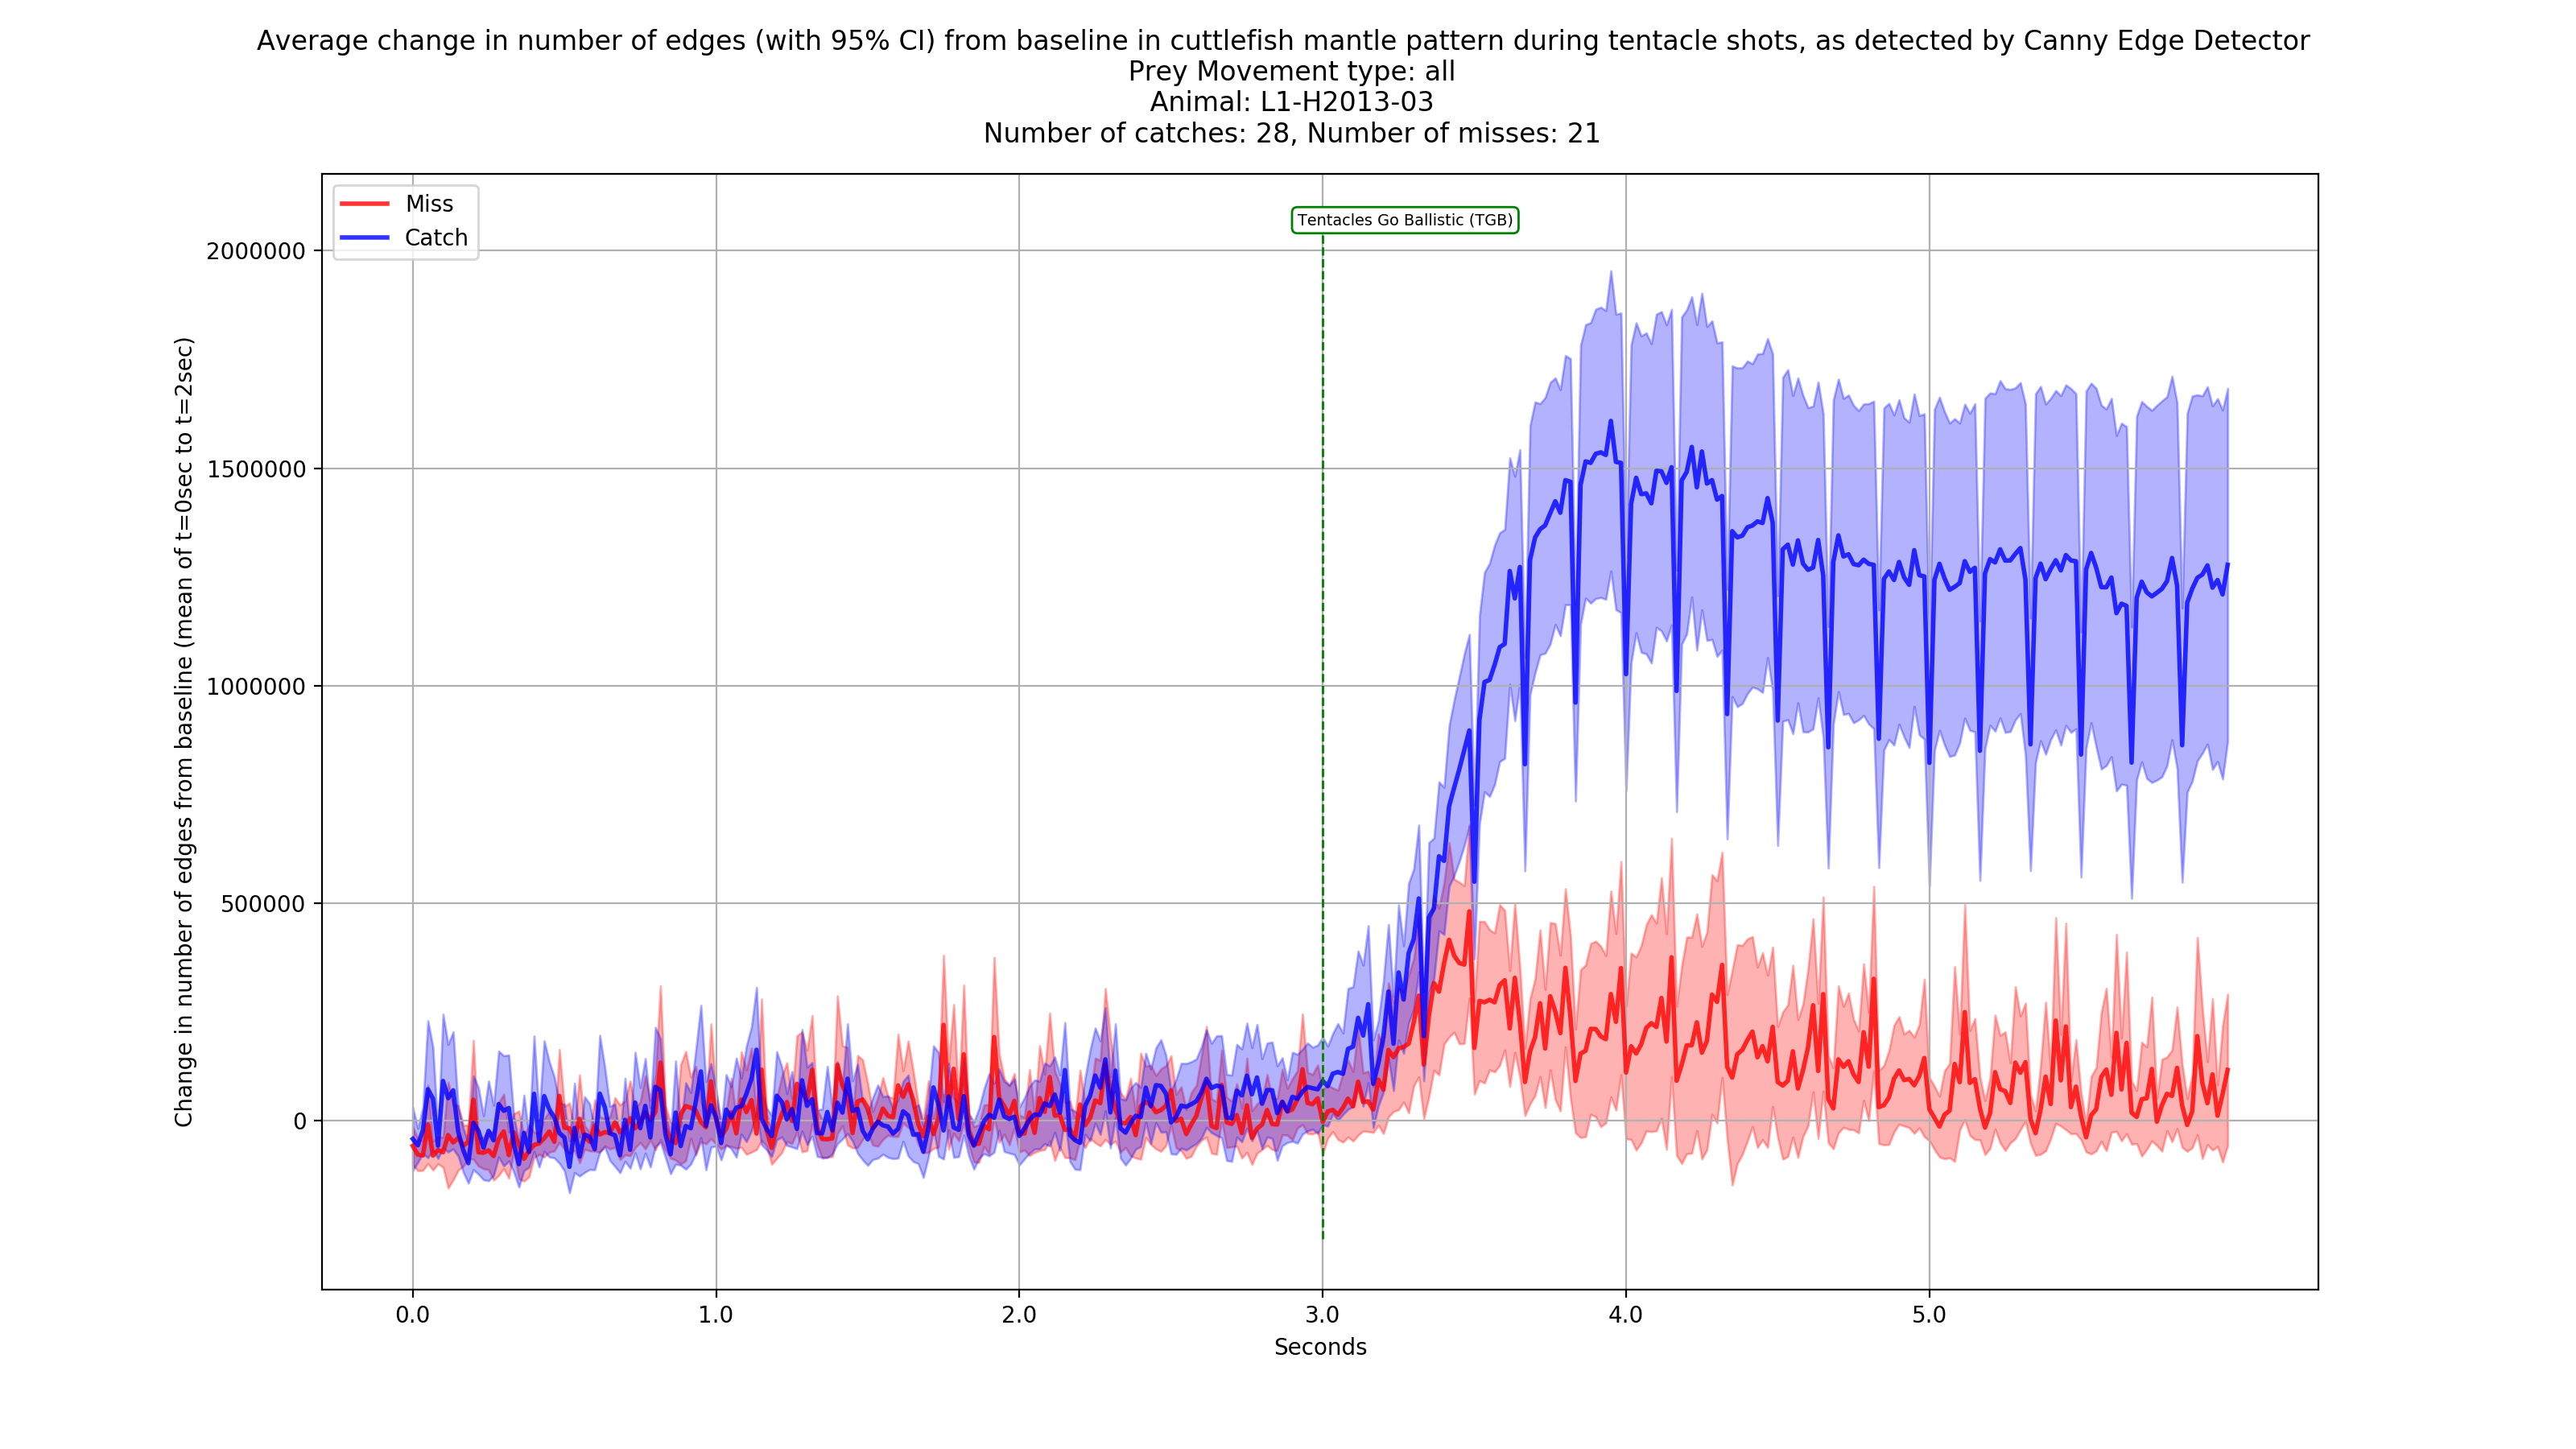 Average change in number of edges (with 95% CI) from baseline in cuttlefish mantle pattern during tentacle shots, as detected by Canny Edge Detector
Prey Movement type: all
Animal: L1-H2013-03
Number of catches: 28, Number of misses: 21
Miss
Catch
Tentacles Go Ballistic (TGB)
2000000
1500000
1000000
500000
0
Change in number of edges from baseline (mean of t=0sec to t=2sec)
0.0 1.0 2.0 3.0 4.0 5.0
Seconds